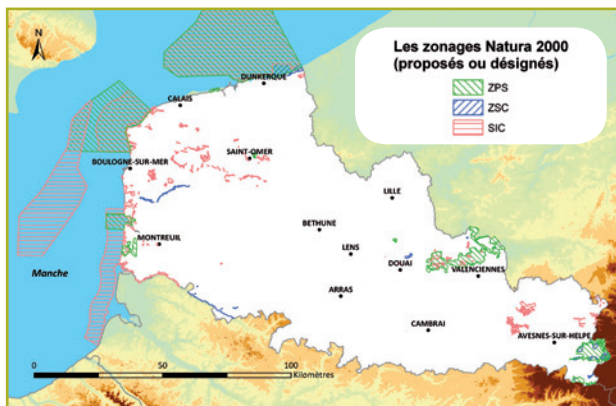 N
Les zonages Natura 2000
(proposés ou désignés)
ZPS
ZSC
SIC
DUNKERQUE
CALAIS
SAINT-OMER
BOULOGNE-SUR-MER
LILLE
BETHUNE
MONTREUIL
LENS
Manche
DOUAI
VALENCIENNES
ARRAS
CAMBRAI
AVESNES-SUR-HELPE
0 50 100
Kilomètres